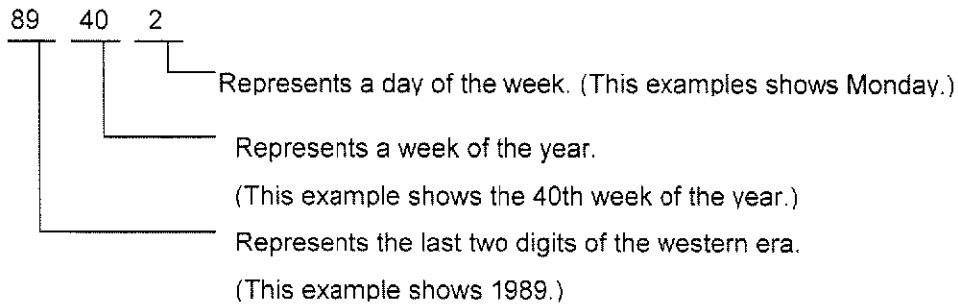 89 40 2
Represents a day of the week. (This examples shows Monday.)
Represents a week of the year.
(This example shows the 40th week of the year.)
Represents the last two digits of the western era.
(This example shows 1989.)